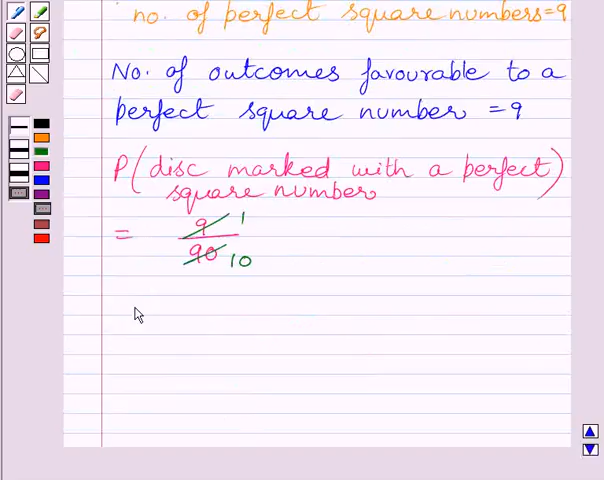 no. of perfect square numbers=9
No. of outcomes favourable to a
perfect square number = 9
P(disc marked with a perfect)
square number
= 9/90 1
10